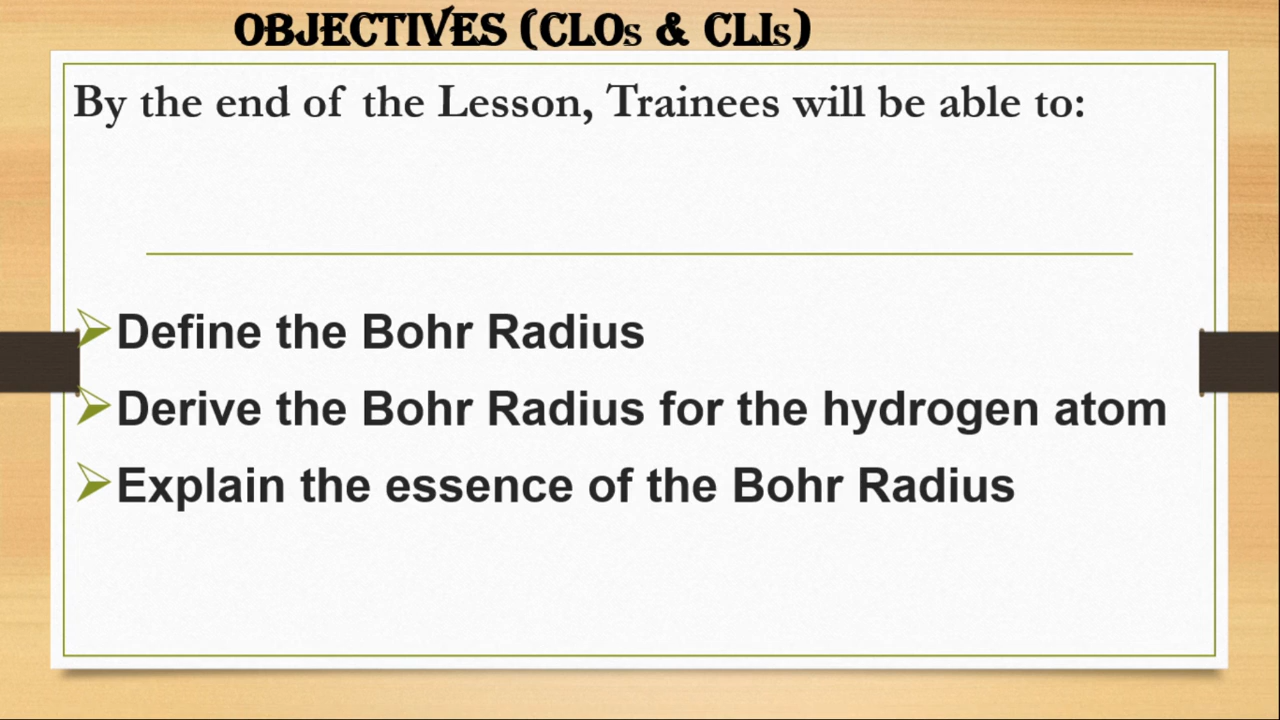 OBJECTIVES (CLOs & CLIs)
By the end of the Lesson, Trainees will be able to:
Define the Bohr Radius
Derive the Bohr Radius for the hydrogen atom
Explain the essence of the Bohr Radius